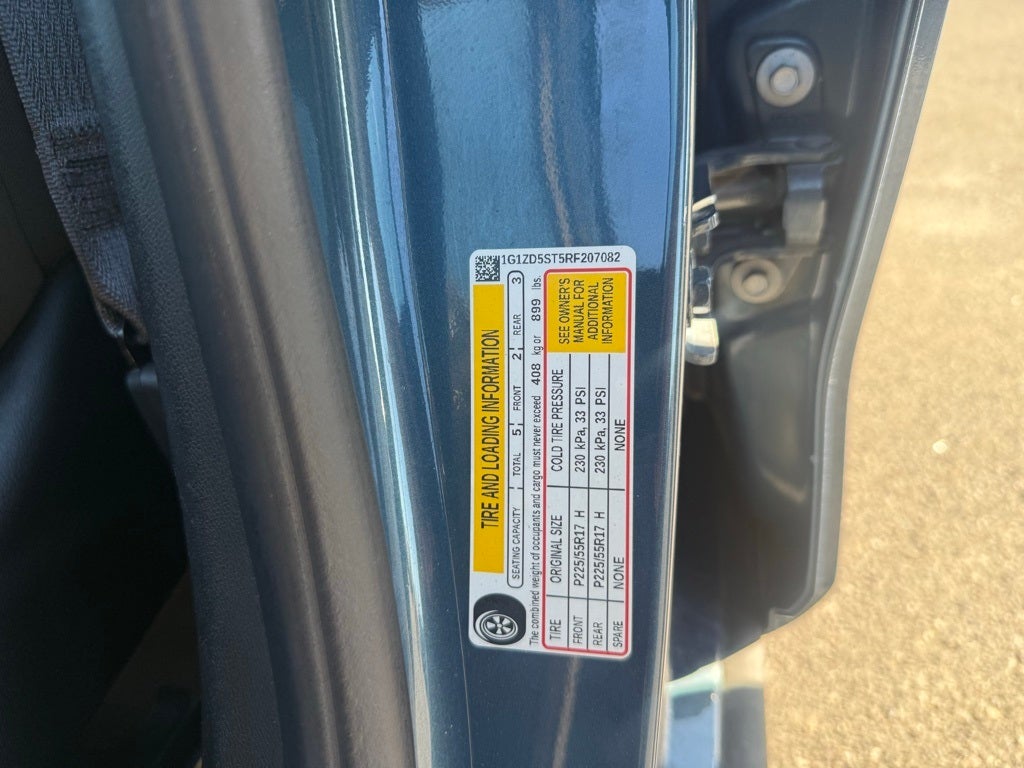 1G1ZD5ST5RF207082
TIRE AND LOADING INFORMATION
SEATING CAPACITY TOTAL 5 FRONT 2 REAR 3
The combined weight of occupants and cargo must never exceed 408 kg or 899 lbs.
TIRE ORIGINAL SIZE COLD TIRE PRESSURE
FRONT P225/55R17 H 230 kPa, 33 PSI
REAR P225/55R17 H 230 kPa, 33 PSI
SPARE NONE NONE
SEE OWNER'S
MANUAL FOR
ADDITIONAL
INFORMATION